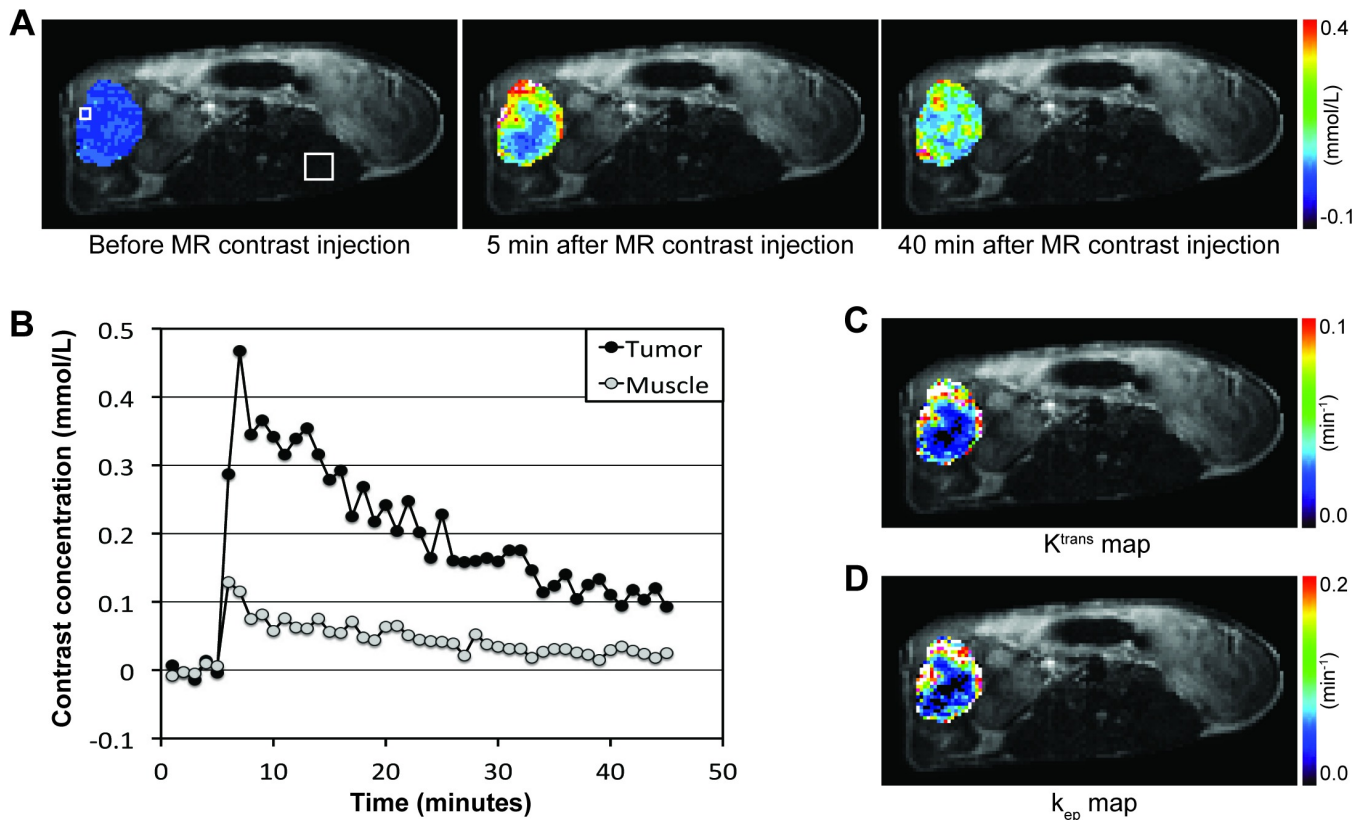 A
0.4
(mmol/L)
-0.1
Before MR contrast injection
5 min after MR contrast injection
40 min after MR contrast injection
B
Contrast concentration (mmol/L)
0.5
0.4
0.3
0.2
0.1
0
-0.1
Tumor
Muscle
0
10
20
30
40
50
Time (minutes)
C
0.1
(min⁻¹)
0.0
Kᵗʳᵃⁿˢ map
D
0.2
(min⁻¹)
0.0
kₑₚ map